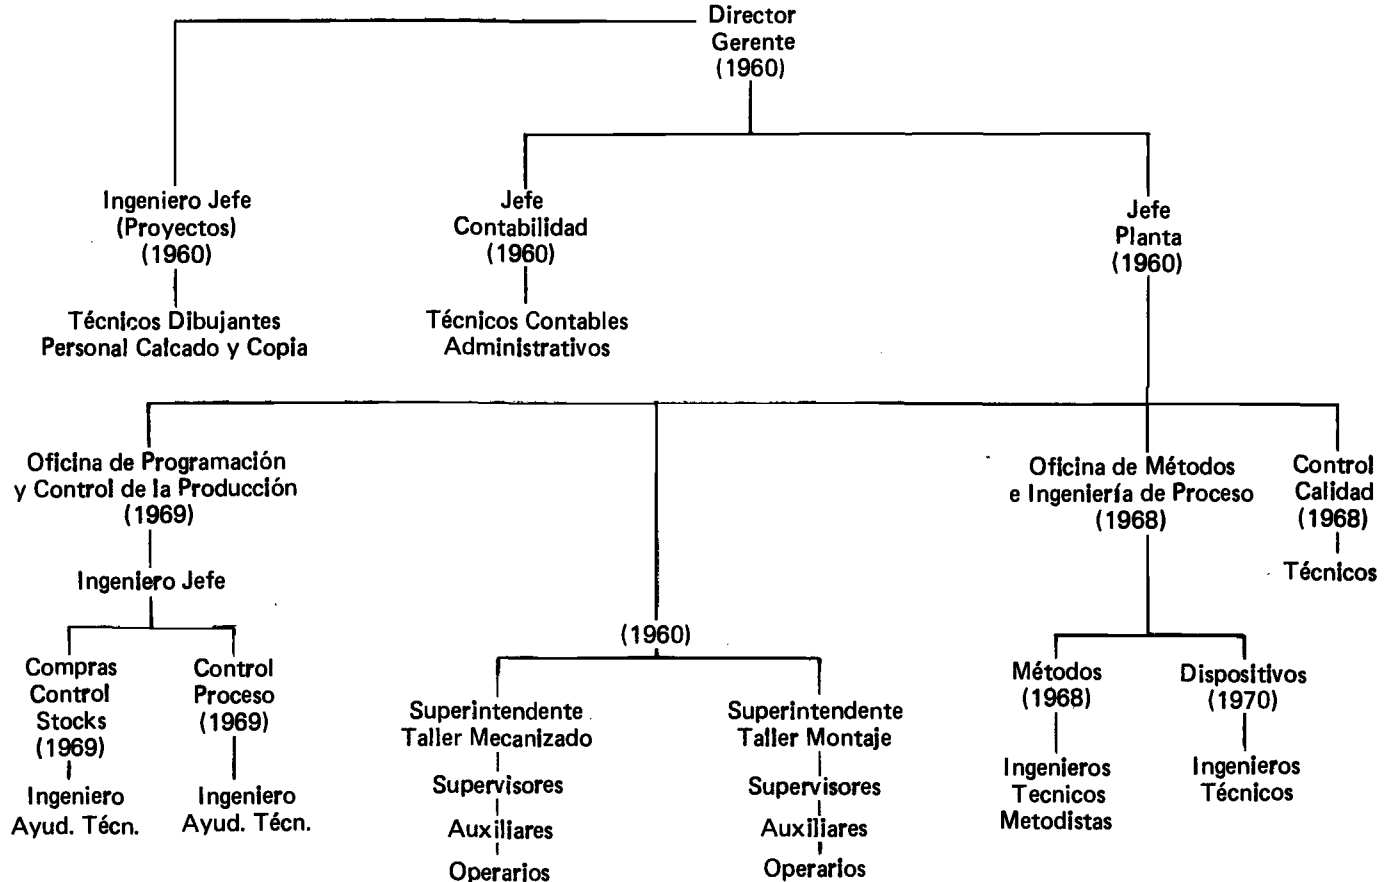 Director
Gerente
(1960)
Ingeniero Jefe
(Proyectos)
(1960)
Técnicos Dibujantes
Personal Calcado y Copia
Jefe
Contabilidad
(1960)
Técnicos Contables
Administrativos
Jefe
Planta
(1960)
Oficina de Programación
y Control de la Producción
(1969)
Ingeniero Jefe
Compras
Control
Stocks
(1969)
Ingeniero
Ayud. Técn.
Control
Proceso
(1969)
Ingeniero
Ayud. Técn.
(1960)
Superintendente
Taller Mecanizado
Supervisores
Auxiliares
Operarios
Superintendente
Taller Montaje
Supervisores
Auxiliares
Operarios
Oficina de Métodos
e Ingeniería de Proceso
(1968)
Métodos
(1968)
Ingenieros
Tecnicos
Metodistas
Dispositivos
(1970)
Ingenieros
Técnicos
Control
Calidad
(1968)
Técnicos